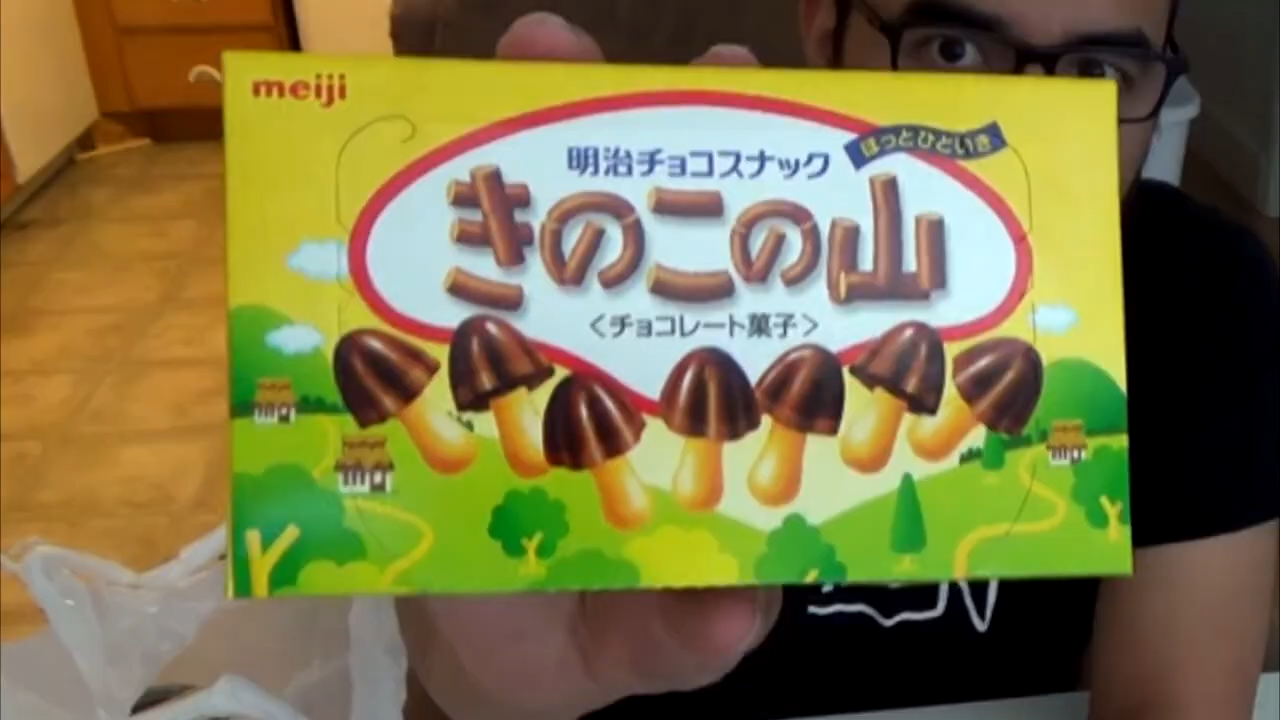 meiji
ほっとひといき
明治チョコスナック
きのこの山
＜チョコレート菓子＞